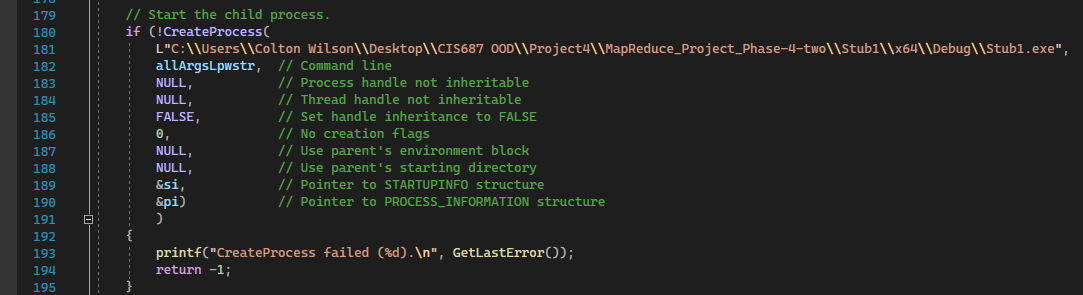 179 // Start the child process.
180 if (!CreateProcess(
181 L"C:\\Users\\Colton Wilson\\Desktop\\CIS687 OOD\\Project4\\MapReduce_Project_Phase-4-two\\Stub1\\x64\\Debug\\Stub1.exe",
182 allArgsLpwstr, // Command line
183 NULL, // Process handle not inheritable
184 NULL, // Thread handle not inheritable
185 FALSE, // Set handle inheritance to FALSE
186 0, // No creation flags
187 NULL, // Use parent's environment block
188 NULL, // Use parent's starting directory
189 &si, // Pointer to STARTUPINFO structure
190 &pi) // Pointer to PROCESS_INFORMATION structure
191 )
192 {
193 printf("CreateProcess failed (%d).\n", GetLastError());
194 return -1;
195 }